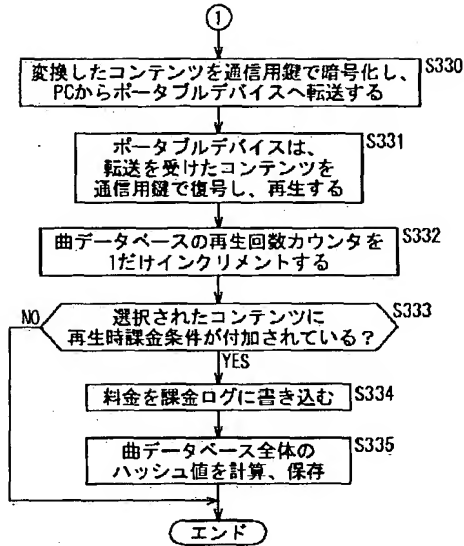 1
変換したコンテンツを通信用鍵で暗号化し、
PCからポータブルデバイスへ転送する
S330
ポータブルデバイスは、
転送を受けたコンテンツを
通信用鍵で復号し、再生する
S331
曲データベースの再生回数カウンタを
1だけインクリメントする
S332
選択されたコンテンツに
再生時課金条件が付加されている?
S333
NO
YES
料金を課金ログに書き込む
S334
曲データベース全体の
ハッシュ値を計算、保存
S335
エンド